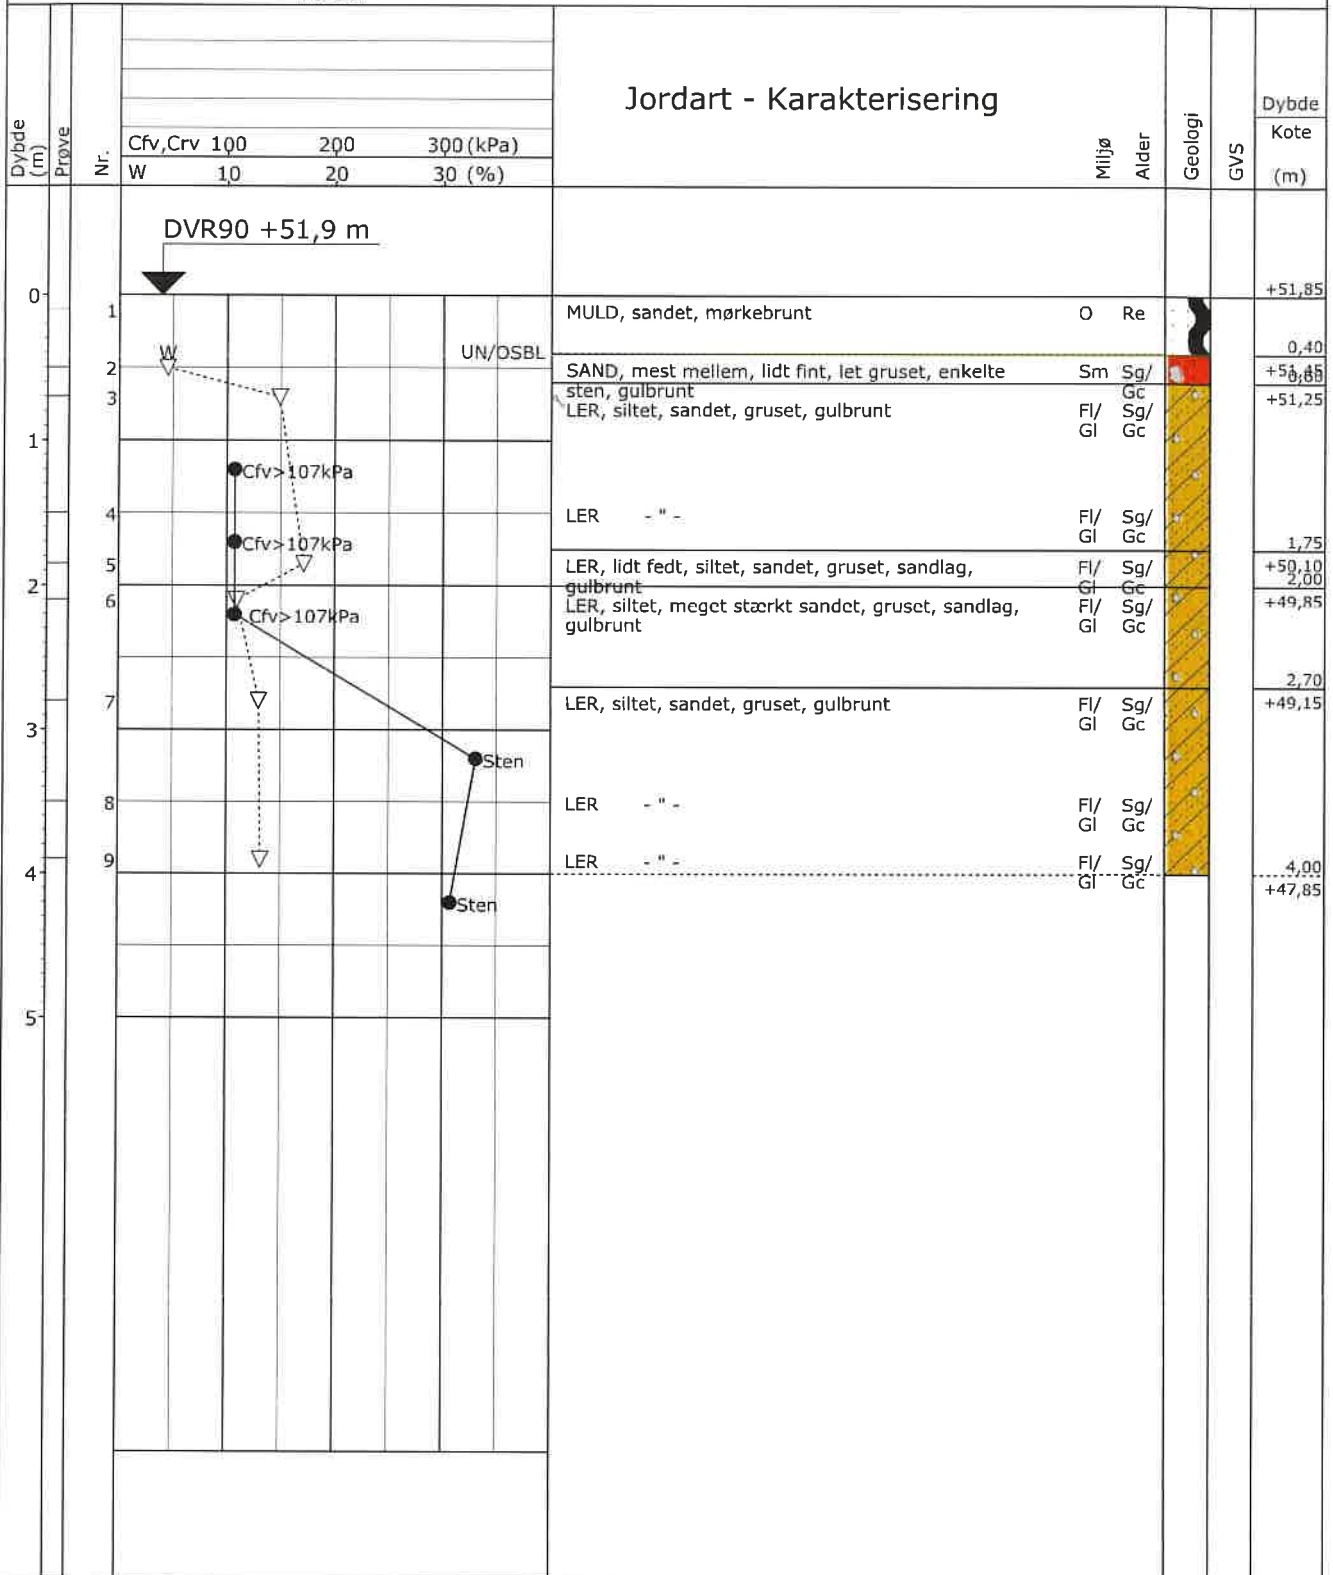 Jordart - Karakterisering
Dybde (m)
Prøve
Nr.
Cfv,Crv 100 200 300 (kPa)
W 10 20 30 (%)
Miljø
Alder
Geologi
GVS
Dybde
Kote
(m)
DVR90 +51,9 m
0
+51,85
1 MULD, sandet, mørkebrunt O Re
0,40
W UN/OSBL
2 SAND, mest mellem, lidt fint, let gruset, enkelte Sm Sg/ +51,45
sten, gulbrunt Gc 0,60
3 LER, siltet, sandet, gruset, gulbrunt Fl/ Sg/ +51,25
Gl Gc
1
Cfv>107kPa
4 LER - " - Fl/ Sg/
Gl Gc
Cfv>107kPa 1,75
5 LER, lidt fedt, siltet, sandet, gruset, sandlag, Fl/ Sg/ +50,10
gulbrunt Gl Gc 2,00
2
6 LER, siltet, meget stærkt sandet, gruset, sandlag, Fl/ Sg/ +49,85
gulbrunt Gl Gc
Cfv>107kPa
2,70
7 LER, siltet, sandet, gruset, gulbrunt Fl/ Sg/ +49,15
Gl Gc
3
Sten
8 LER - " - Fl/ Sg/
Gl Gc
9 LER - " - Fl/ Sg/ 4,00
4
Gl Gc +47,85
Sten
5